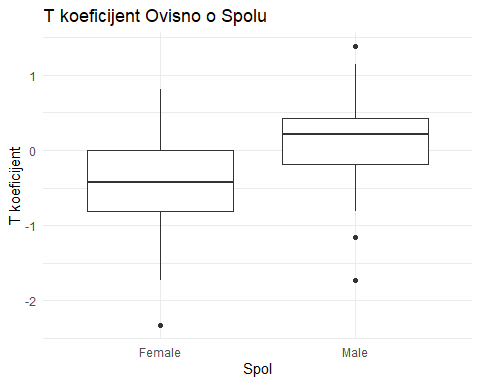 T koeficijent Ovisno o Spolu
T koeficijent
1
0
-1
-2
Female Male
Spol